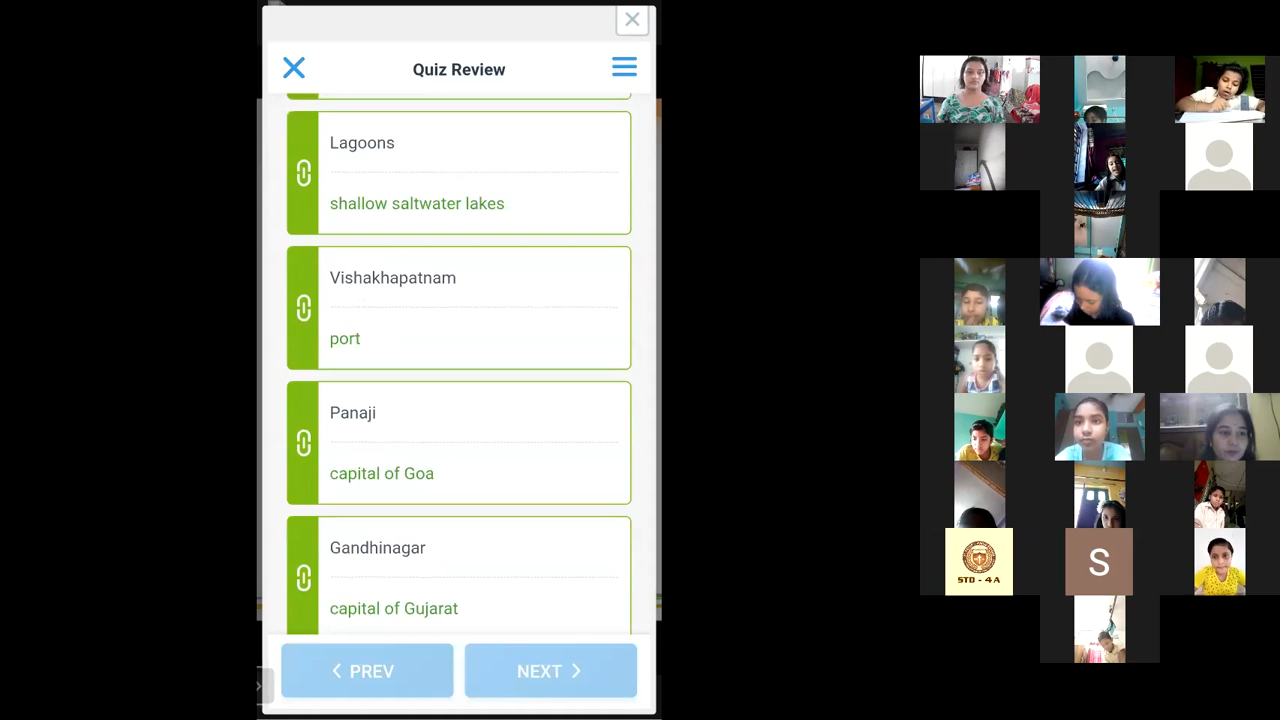 Quiz Review
Lagoons
shallow saltwater lakes
Vishakhapatnam
port
Panaji
capital of Goa
Gandhinagar
capital of Gujarat
PREV
NEXT
STD - 4A
S